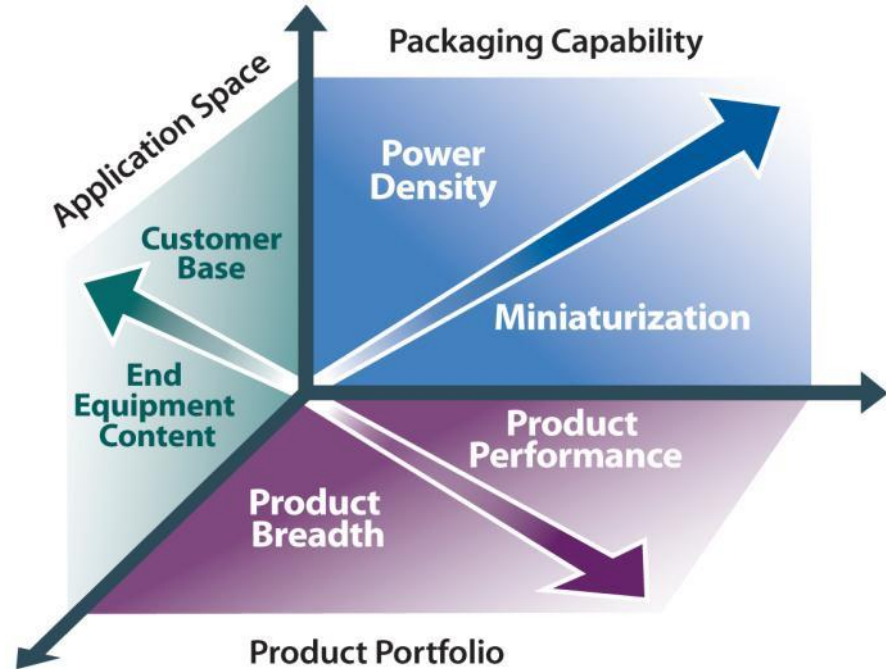 Packaging Capability
Application Space
Power
Density
Customer
Base
Miniaturization
End
Equipment
Content
Product
Performance
Product
Breadth
Product Portfolio